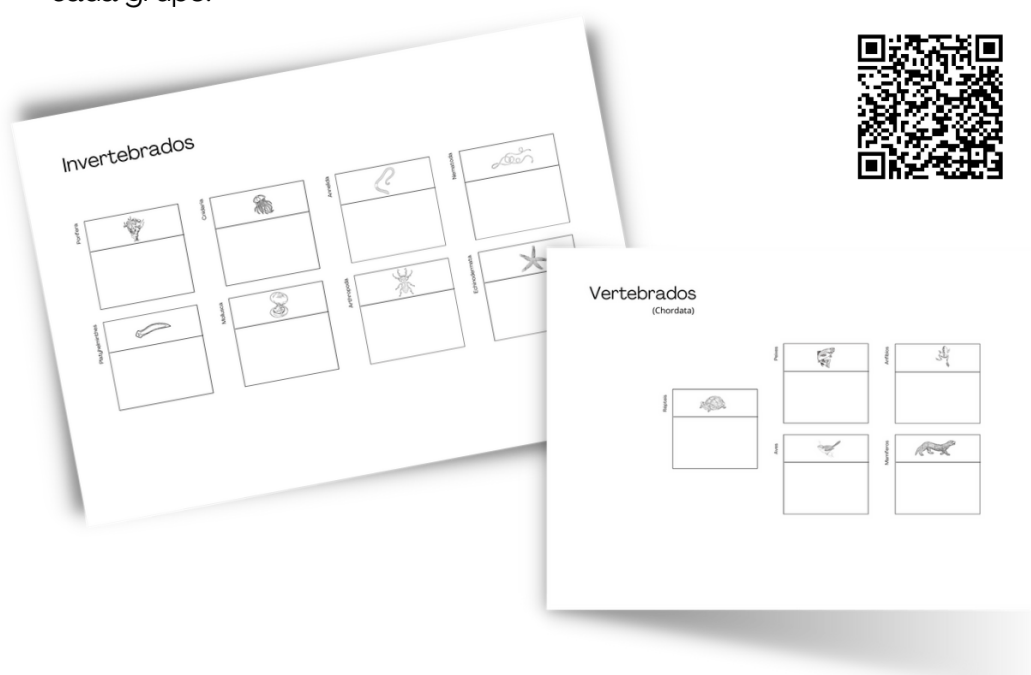 cada grupo.
Invertebrados
Porifera
Cnidaria
Annelida
Nematoda
Platyhelminthes
Mollusca
Arthropoda
Echinodermata
Vertebrados
(Chordata)
Répteis
Peixes
Anfíbios
Aves
Mamíferos